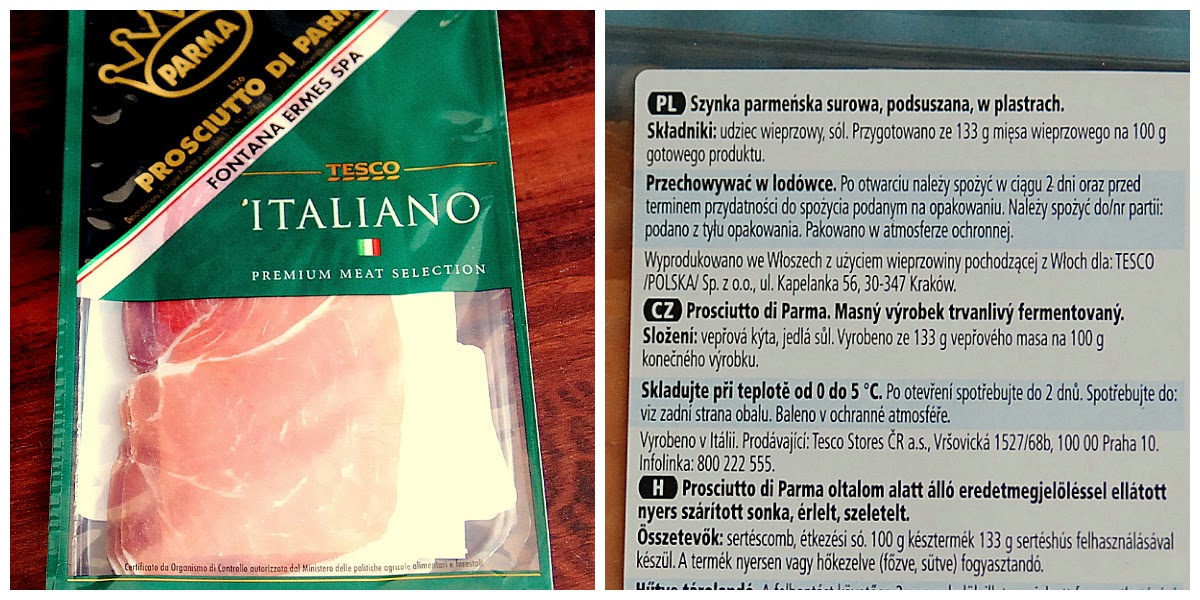 PARMA
PROSCIUTTO DI PARM
FONTANA ERMES SPA
TESCO
'ITALIANO
PREMIUM MEAT SELECTION
Certificato da Organismo di Controllo autorizzato dal Ministero delle politiche agricole alimentari e forestali
PL Szynka parmeńska surowa, podsuszana, w plastrach.
Składniki: udziec wieprzowy, sól. Przygotowano ze 133 g mięsa wieprzowego na 100 g
gotowego produktu.
Przechowywać w lodówce. Po otwarciu należy spożyć w ciągu 2 dni oraz przed
terminem przydatności do spożycia podanym na opakowaniu. Należy spożyć do/nr partii:
podano z tyłu opakowania. Pakowano w atmosferze ochronnej.
Wyprodukowano we Włoszech z użyciem wieprzowiny pochodzącej z Włoch dla: TESCO
/POLSKA/ Sp. z o.o., ul. Kapelanka 56, 30-347 Kraków.
CZ Prosciutto di Parma. Masný výrobek trvanlivý fermentovaný.
Složení: vepřová kýta, jedlá sůl. Vyrobeno ze 133 g vepřového masa na 100 g
konečného výrobku.
Skladujte při teplotě od 0 do 5 °C. Po otevření spotřebujte do 2 dnů. Spotřebujte do:
viz zadní strana obalu. Baleno v ochranné atmosféře.
Vyrobeno v Itálii. Prodávající: Tesco Stores ČR a.s., Vršovická 1527/68b, 100 00 Praha 10.
Infolinka: 800 222 555.
H Prosciutto di Parma oltalom alatt álló eredetmegjelöléssel ellátott
nyers szárított sonka, érlelt, szeletelt.
Összetevők: sertéscomb, étkezési só. 100 g késztermék 133 g sertéshús felhasználásával
készül. A termék nyersen vagy hőkezelve (főzve, sütve) fogyasztandó.